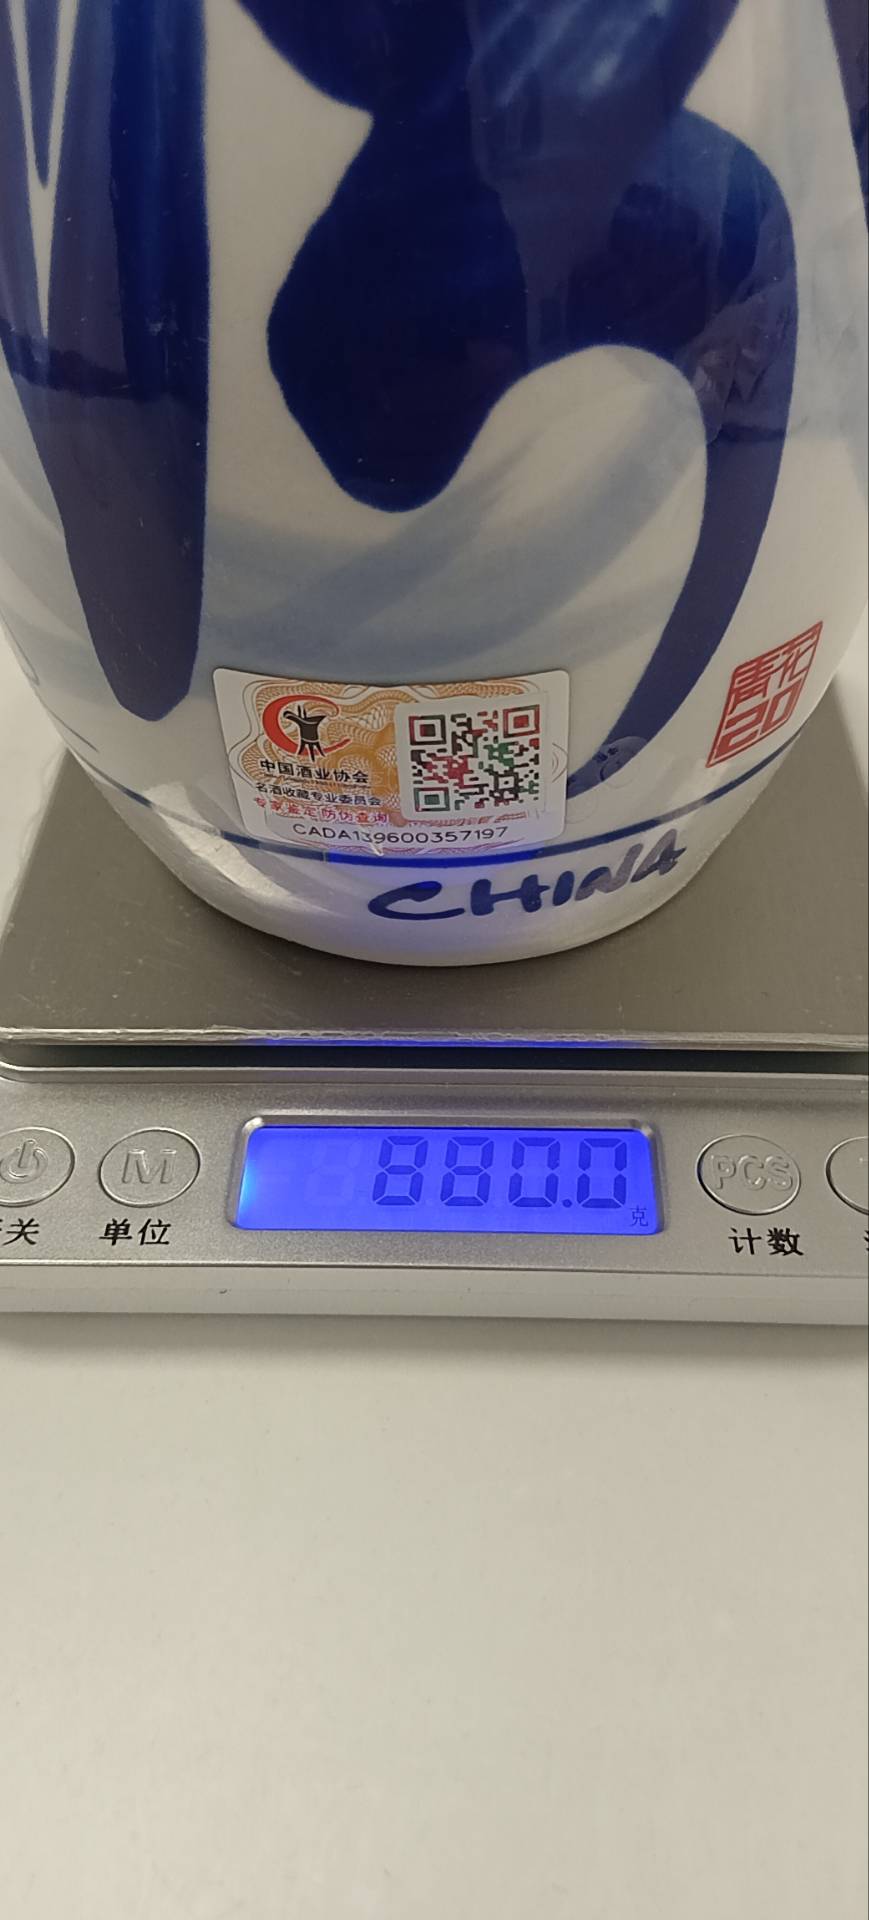 青花
20
中国酒业协会
名酒收藏专业委员会
专家鉴定防伪查询
CADA139600357197
CHINA
880.0
克
M
PCS
关
单位
计数